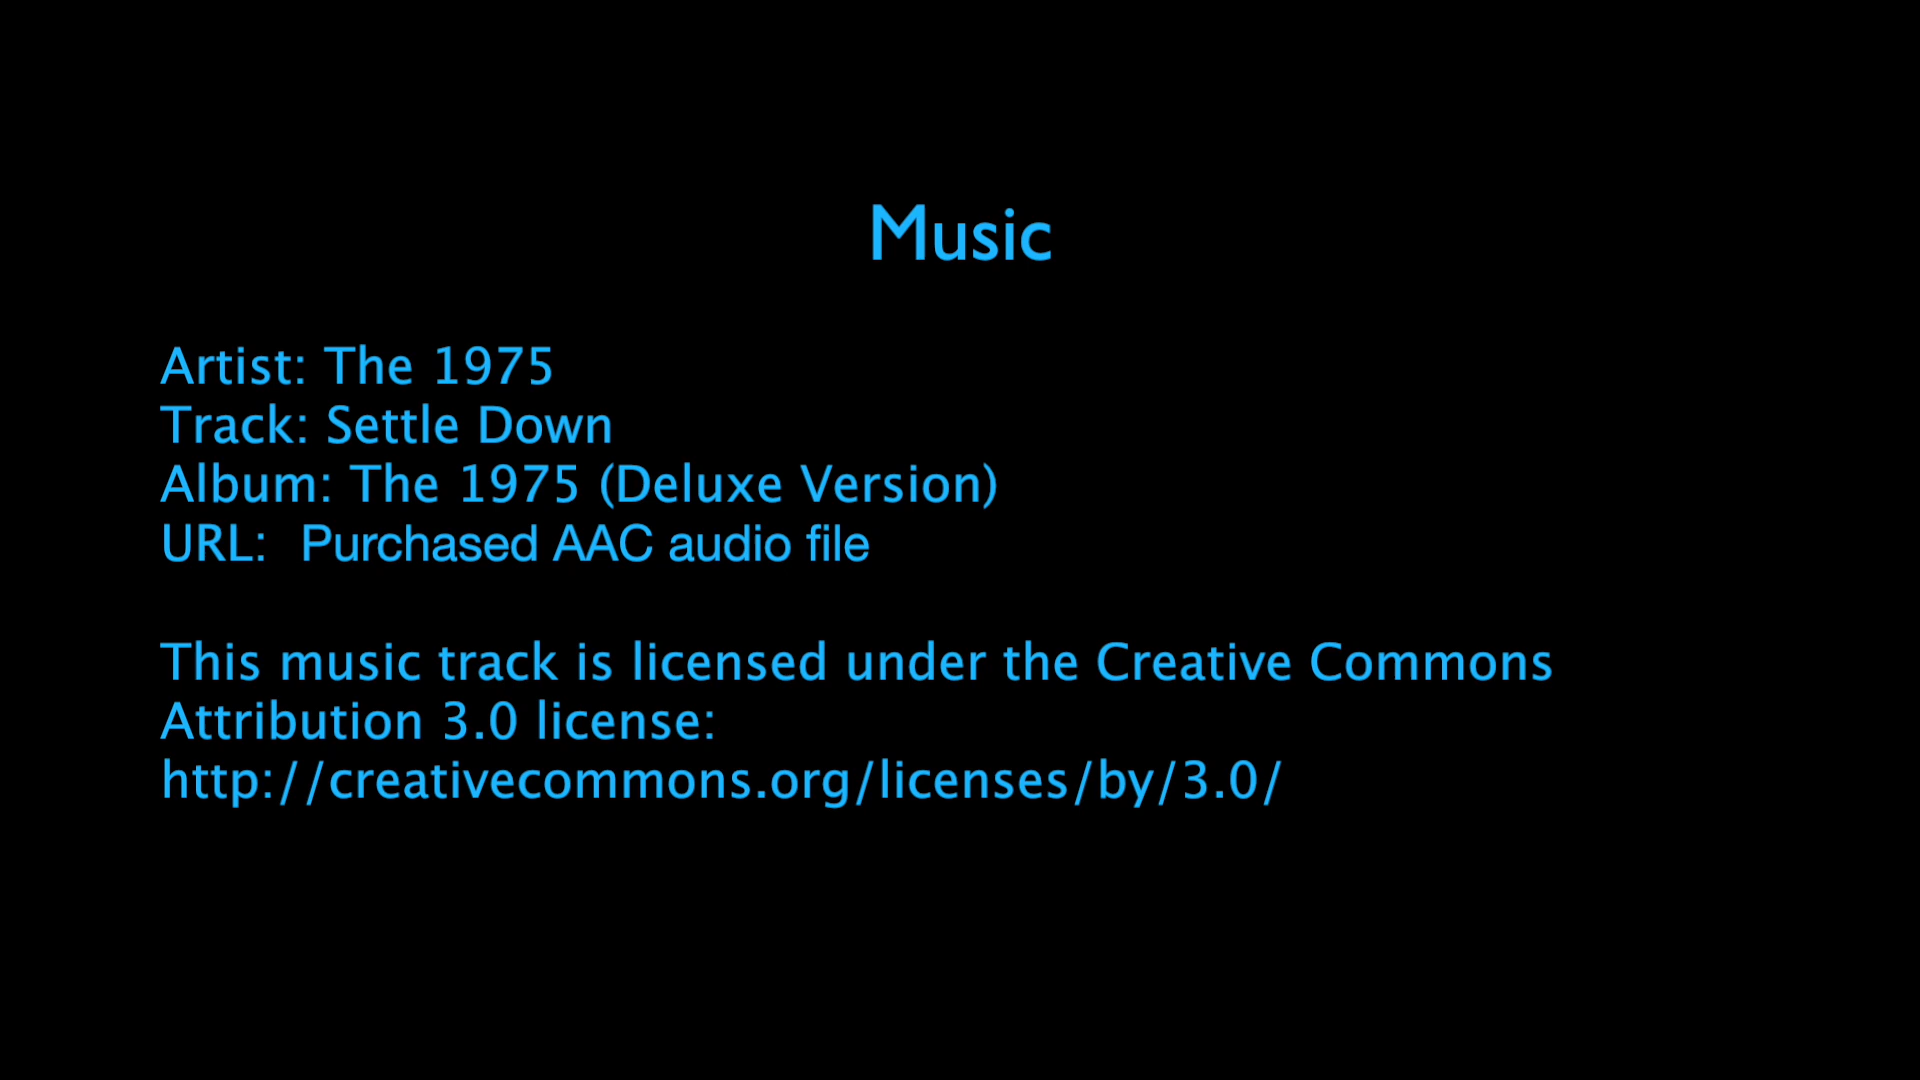 Music
Artist: The 1975
Track: Settle Down
Album: The 1975 (Deluxe Version)
URL: Purchased AAC audio file
This music track is licensed under the Creative Commons
Attribution 3.0 license:
http://creativecommons.org/licenses/by/3.0/